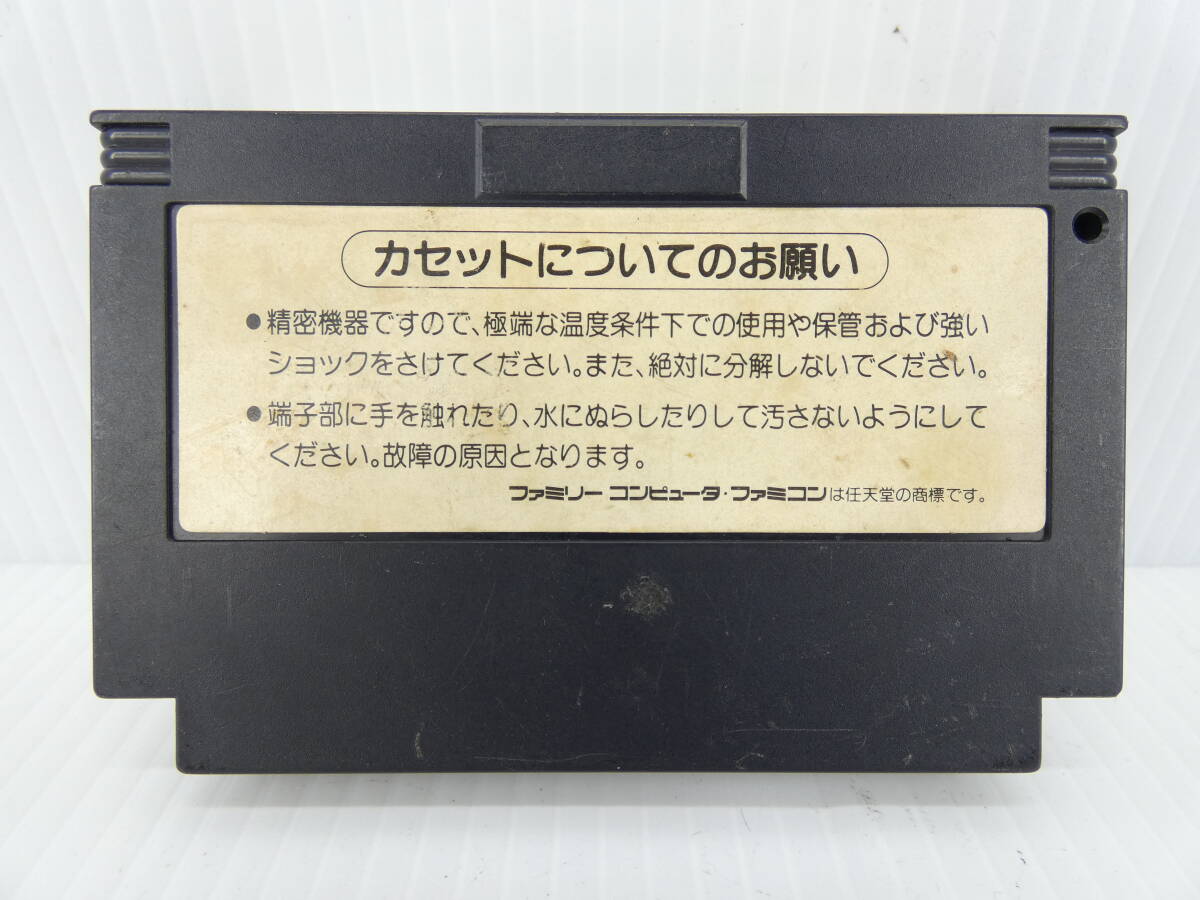 カセットについてのお願い
●精密機器ですので、極端な温度条件下での使用や保管および強い
ショックをさけてください。また、絶対に分解しないでください。
●端子部に手を触れたり、水にぬらしたりして汚さないようにして
ください。故障の原因となります。
ファミリーコンピュータ・ファミコンは任天堂の商標です。